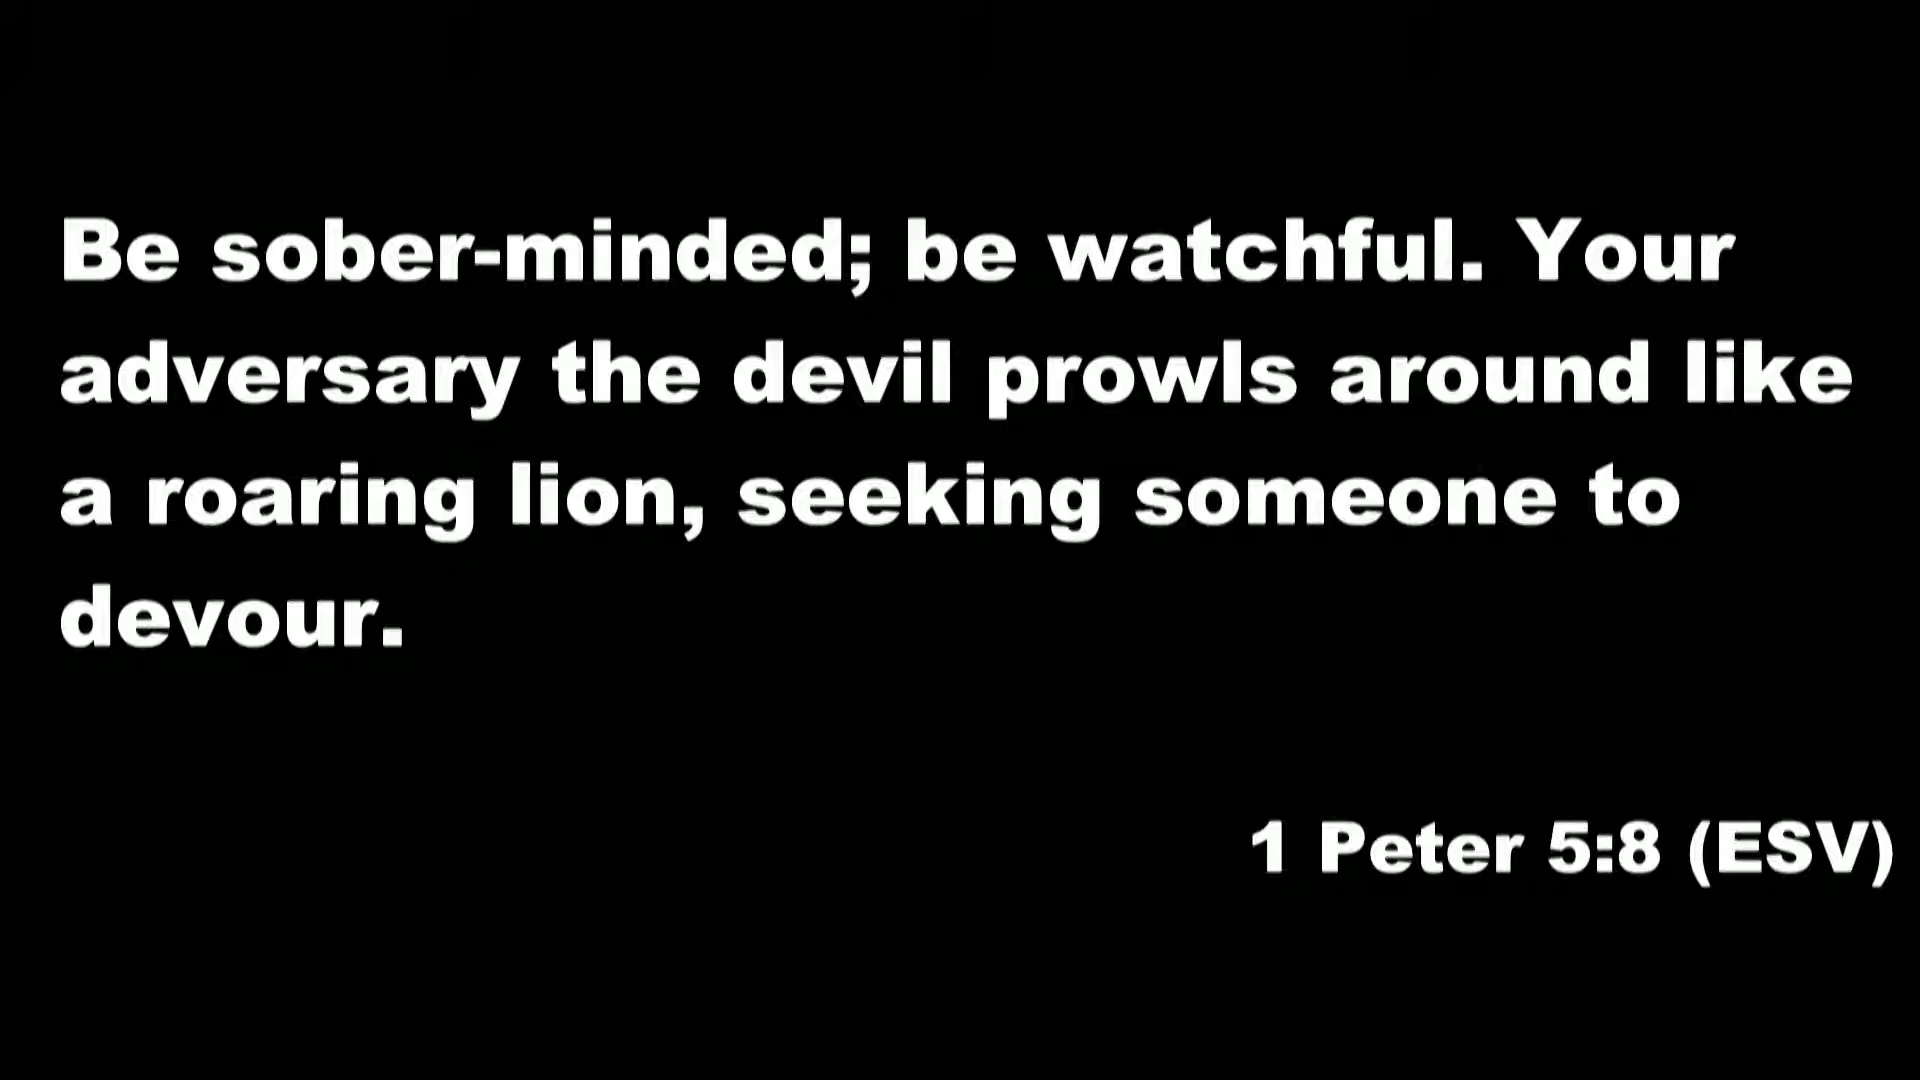 Be sober-minded; be watchful. Your
adversary the devil prowls around like
a roaring lion, seeking someone to
devour.
1 Peter 5:8 (ESV)